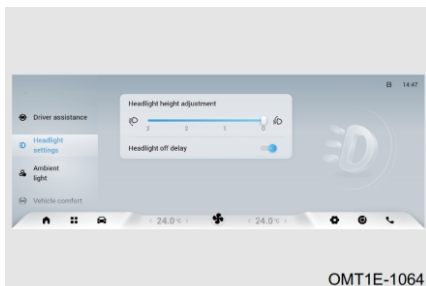 14:47
Driver assistance
Headlight
settings
Ambient
light
Vehicle comfort
Headlight height adjustment
3 2 1 0
Headlight off delay
24.0°c
24.0°c
OMT1E-1064